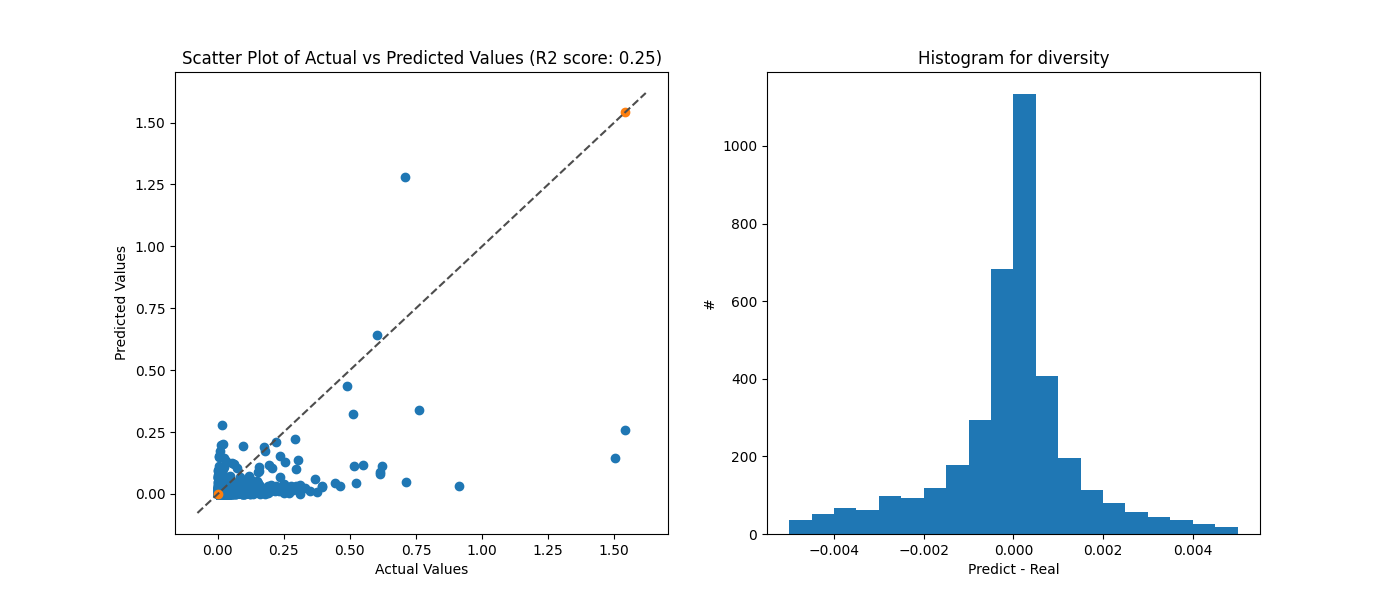 Scatter Plot of Actual vs Predicted Values (R2 score: 0.25)
Predicted Values
1.50
1.25
1.00
0.75
0.50
0.25
0.00
0.00 0.25 0.50 0.75 1.00 1.25 1.50
Actual Values
Histogram for diversity
#
1000
800
600
400
200
0
−0.004 −0.002 0.000 0.002 0.004
Predict - Real